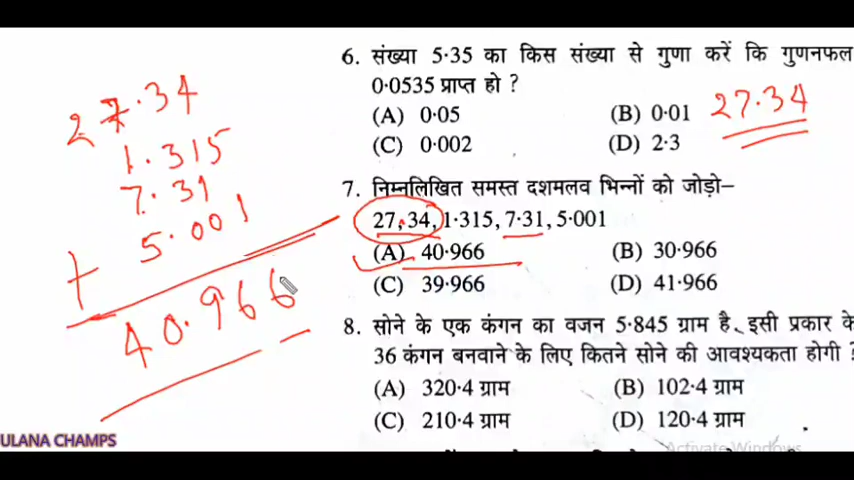 6. संख्या 5·35 का किस संख्या से गुणा करें कि गुणनफल
0·0535 प्राप्त हो ?
(A) 0·05 (B) 0·01 27.34
(C) 0·002 (D) 2·3
7. निम्नलिखित समस्त दशमलव भिन्नों को जोड़ो–
27,·34, 1·315, 7·31, 5·001
(A) 40·966 (B) 30·966
(C) 39·966 (D) 41·966
8. सोने के एक कंगन का वजन 5·845 ग्राम है, इसी प्रकार के
36 कंगन बनवाने के लिए कितने सोने की आवश्यकता होगी ?
(A) 320·4 ग्राम (B) 102·4 ग्राम
(C) 210·4 ग्राम (D) 120·4 ग्राम
27.34
1.315
7.31
+ 5.001
40.966
ULANA CHAMPS
Activate Windows